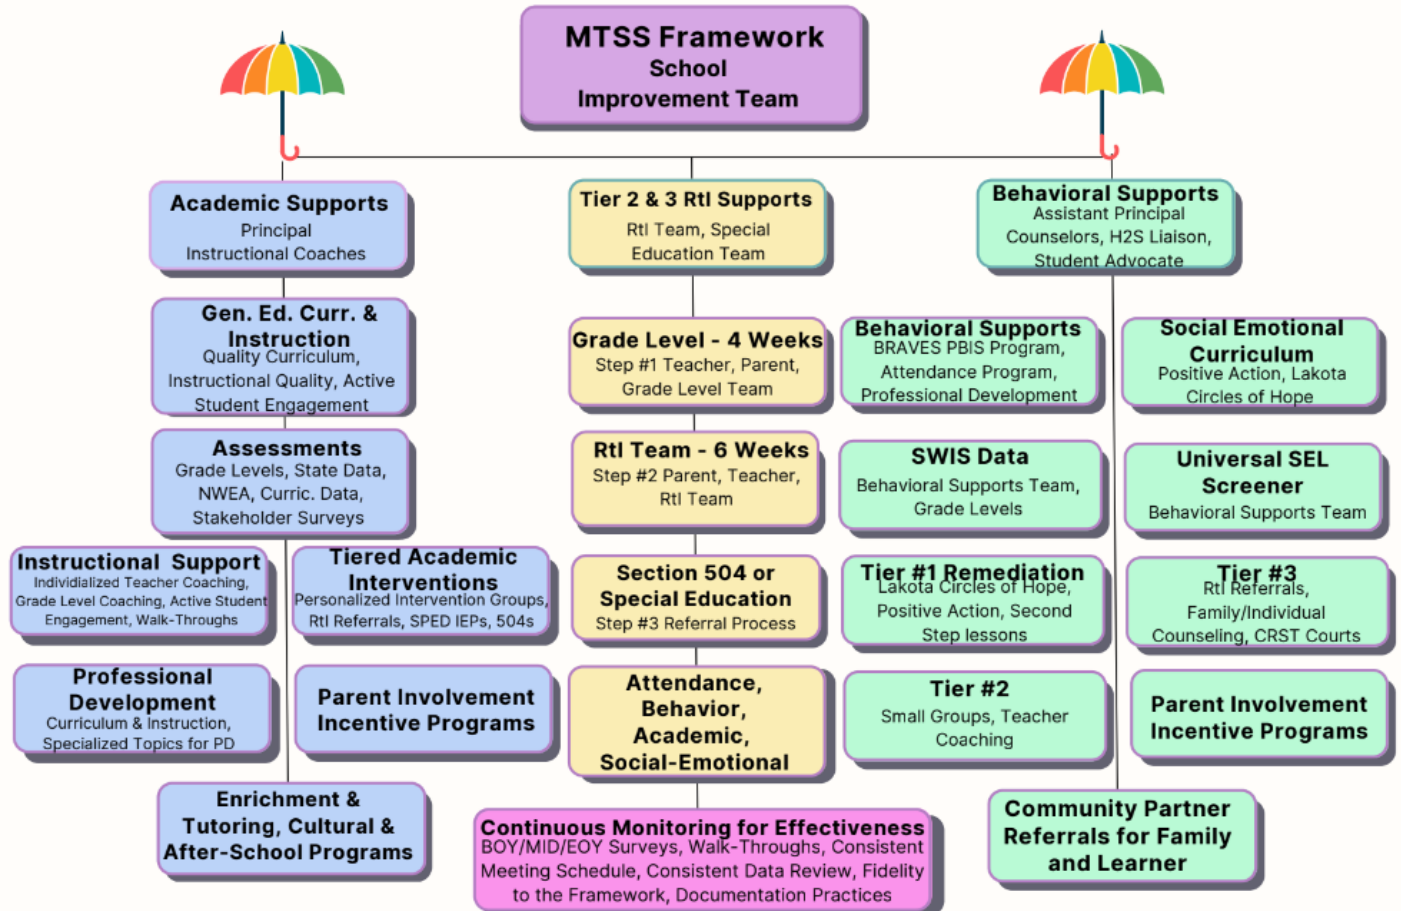 MTSS Framework
School
Improvement Team
Academic Supports
Principal
Instructional Coaches
Tier 2 & 3 RtI Supports
RtI Team, Special
Education Team
Behavioral Supports
Assistant Principal
Counselors, H2S Liaison,
Student Advocate
Gen. Ed. Curr. &
Instruction
Quality Curriculum,
Instructional Quality, Active
Student Engagement
Grade Level - 4 Weeks
Step #1 Teacher, Parent,
Grade Level Team
Behavioral Supports
BRAVES PBIS Program,
Attendance Program,
Professional Development
Social Emotional
Curriculum
Positive Action, Lakota
Circles of Hope
Assessments
Grade Levels, State Data,
NWEA, Curric. Data,
Stakeholder Surveys
RtI Team - 6 Weeks
Step #2 Parent, Teacher,
RtI Team
SWIS Data
Behavioral Supports Team,
Grade Levels
Universal SEL
Screener
Behavioral Supports Team
Instructional  Support
Individialized Teacher Coaching,
Grade Level Coaching, Active Student
Engagement, Walk-Throughs
Tiered Academic
Interventions
Personalized Intervention Groups,
RtI Referrals, SPED IEPs, 504s
Section 504 or
Special Education
Step #3 Referral Process
Tier #1 Remediation
Lakota Circles of Hope,
Positive Action, Second
Step lessons
Tier #3
RtI Referrals,
Family/Individual
Counseling, CRST Courts
Professional
Development
Curriculum & Instruction,
Specialized Topics for PD
Parent Involvement
Incentive Programs
Attendance,
Behavior,
Academic,
Social-Emotional
Tier #2
Small Groups, Teacher
Coaching
Parent Involvement
Incentive Programs
Enrichment &
Tutoring, Cultural &
After-School Programs
Continuous Monitoring for Effectiveness
BOY/MID/EOY Surveys, Walk-Throughs, Consistent
Meeting Schedule, Consistent Data Review, Fidelity
to the Framework, Documentation Practices
Community Partner
Referrals for Family
and Learner